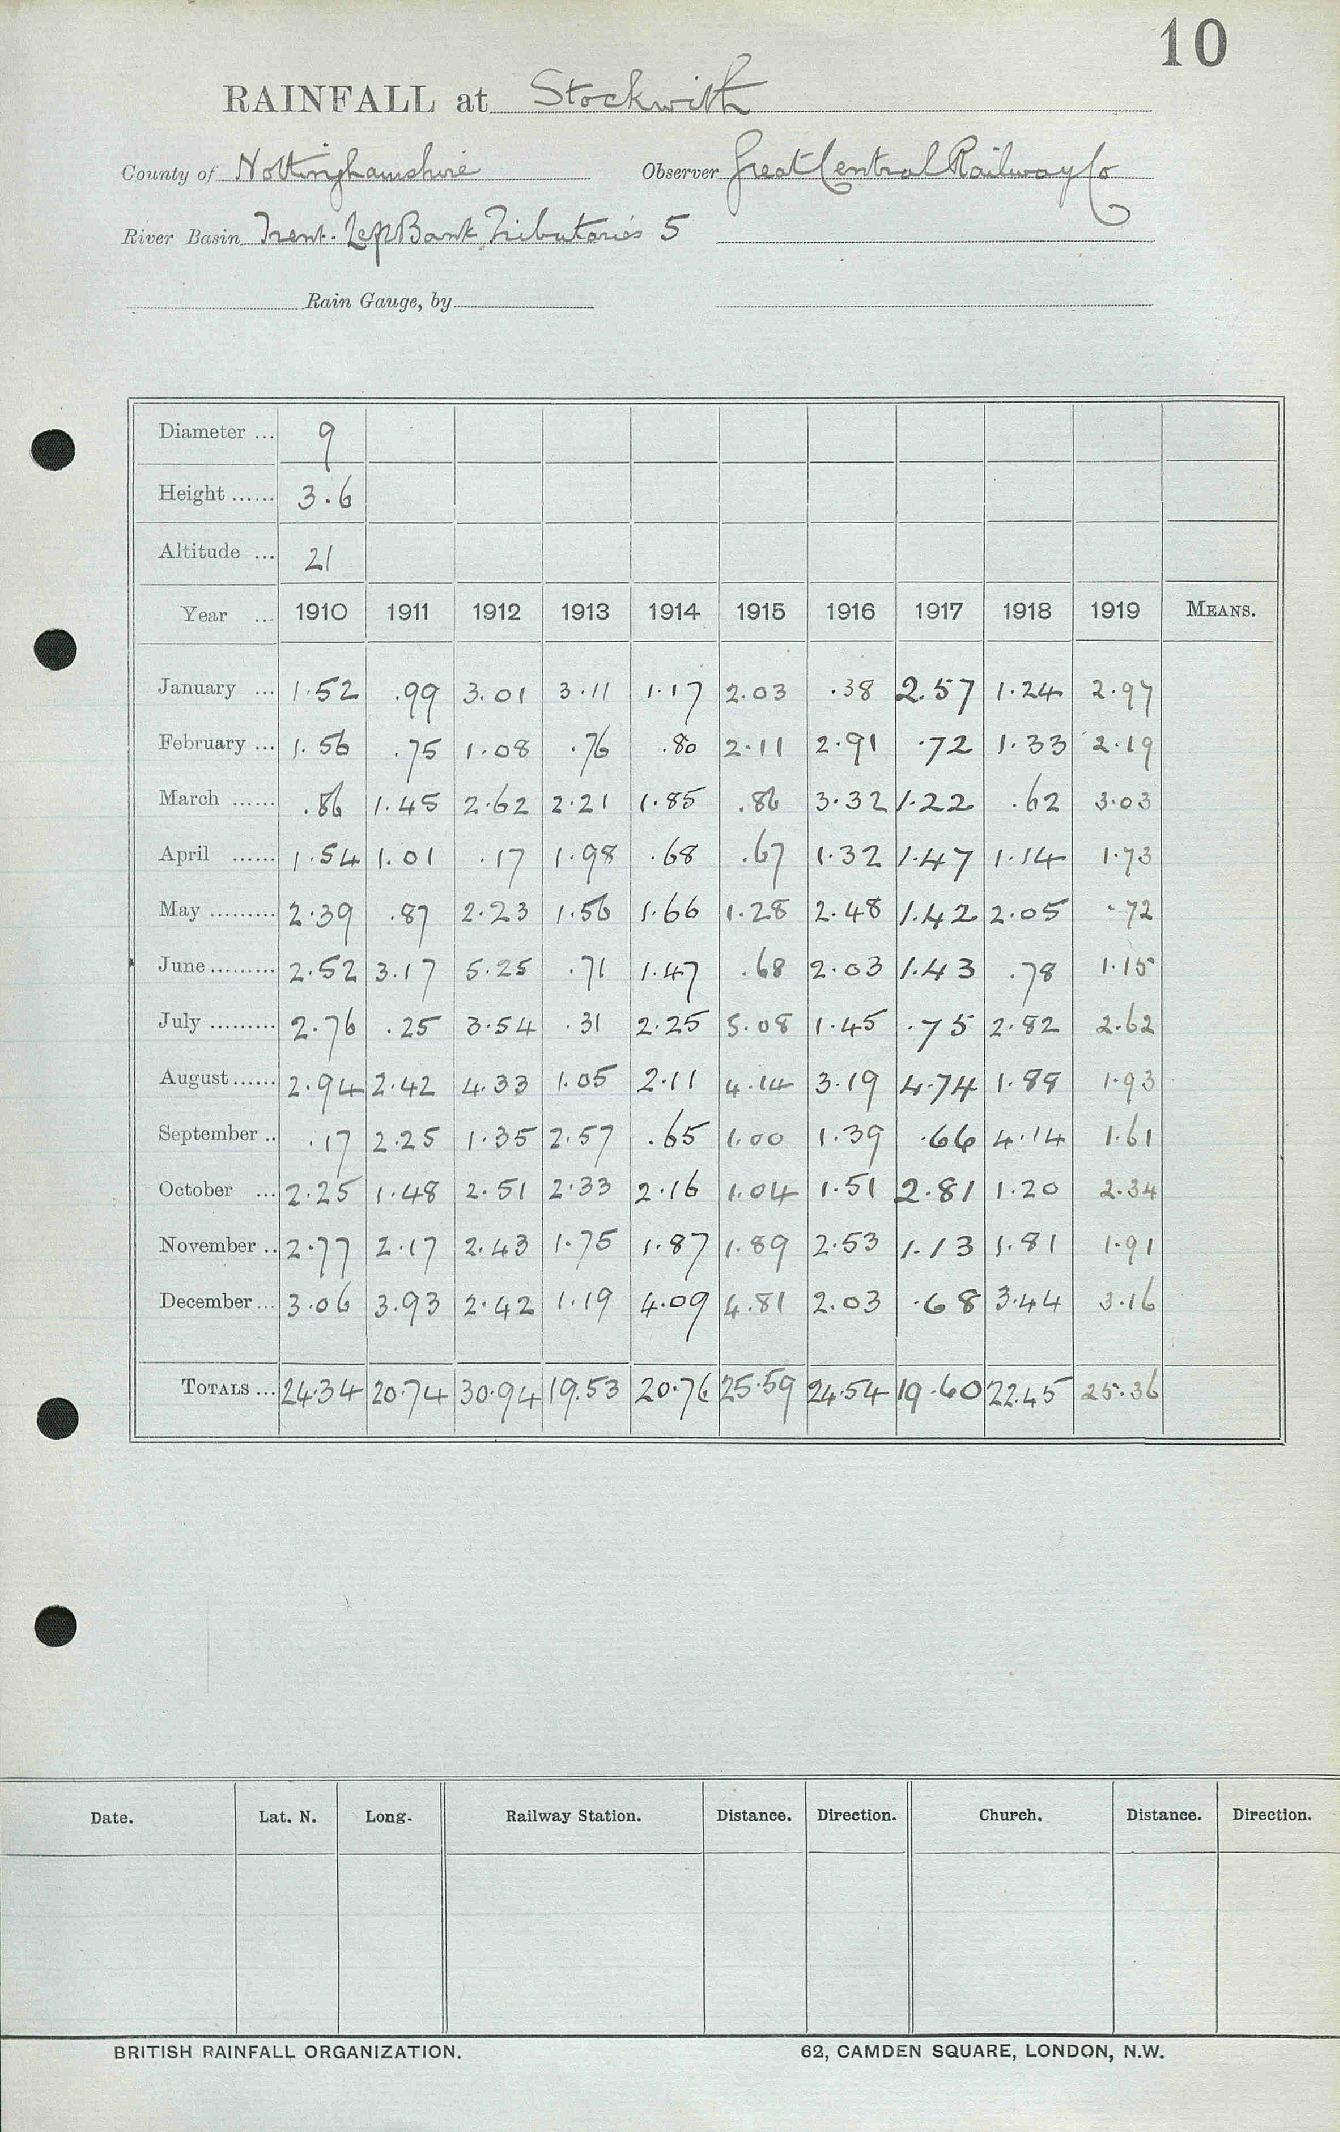 10
RAINFALL at Stockwith
County of Nottinghamshire Observer Great Central Railway Co
River Basin Trent. Left Bank Tributaries 5
Rain Gauge, by
Diameter ... 9
Height ...... 3.6
Altitude ... 21
Year ... 1910 1911 1912 1913 1914 1915 1916 1917 1918 1919 MEANS.
January ... 1.52 .99 3.01 3.11 1.17 2.03 .38 2.57 1.24 2.97
February ... 1.56 .75 1.08 .76 .80 2.11 2.91 .72 1.33 2.19
March ...... .86 1.45 2.62 2.21 1.85 .86 3.32 1.22 .62 3.03
April ...... 1.54 1.01 .17 1.98 .68 .67 1.32 1.47 1.14 1.73
May ......... 2.39 .87 2.23 1.56 1.66 1.28 2.48 1.42 2.05 .72
June ......... 2.52 3.17 5.25 .71 1.47 .68 2.03 1.43 .78 1.15
July ......... 2.76 .25 3.54 .31 2.25 5.08 1.45 .75 2.82 2.62
August ...... 2.94 2.42 4.33 1.05 2.11 4.14 3.19 4.74 1.88 1.93
September .. .17 2.25 1.35 2.57 .65 1.00 1.39 .66 4.14 1.61
October ... 2.25 1.48 2.51 2.33 2.16 1.04 1.51 2.81 1.20 2.34
November .. 2.77 2.17 2.43 1.75 1.87 1.89 2.53 1.13 1.81 1.91
December ... 3.06 3.93 2.42 1.19 4.09 4.81 2.03 .68 3.44 3.16
TOTALS ... 24.34 20.74 30.94 19.53 20.76 25.59 24.54 19.60 22.45 25.36
Date. Lat. N. Long. Railway Station. Distance. Direction. Church. Distance. Direction.
BRITISH RAINFALL ORGANIZATION. 62, CAMDEN SQUARE, LONDON, N.W.